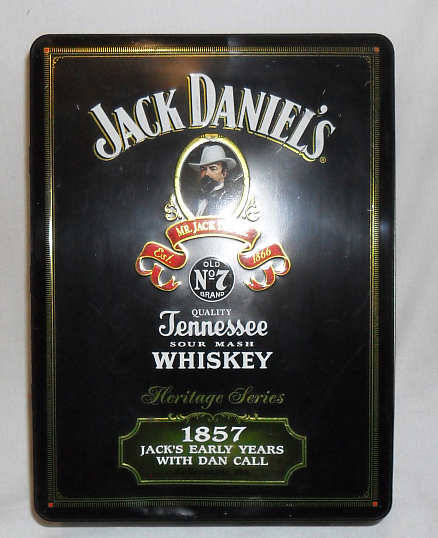 JACK DANIEL'S
MR. JACK
Est. 1866
OLD
No. 7
BRAND
QUALITY
Tennessee
SOUR MASH
WHISKEY
Heritage Series
1857
JACK'S EARLY YEARS
WITH DAN CALL